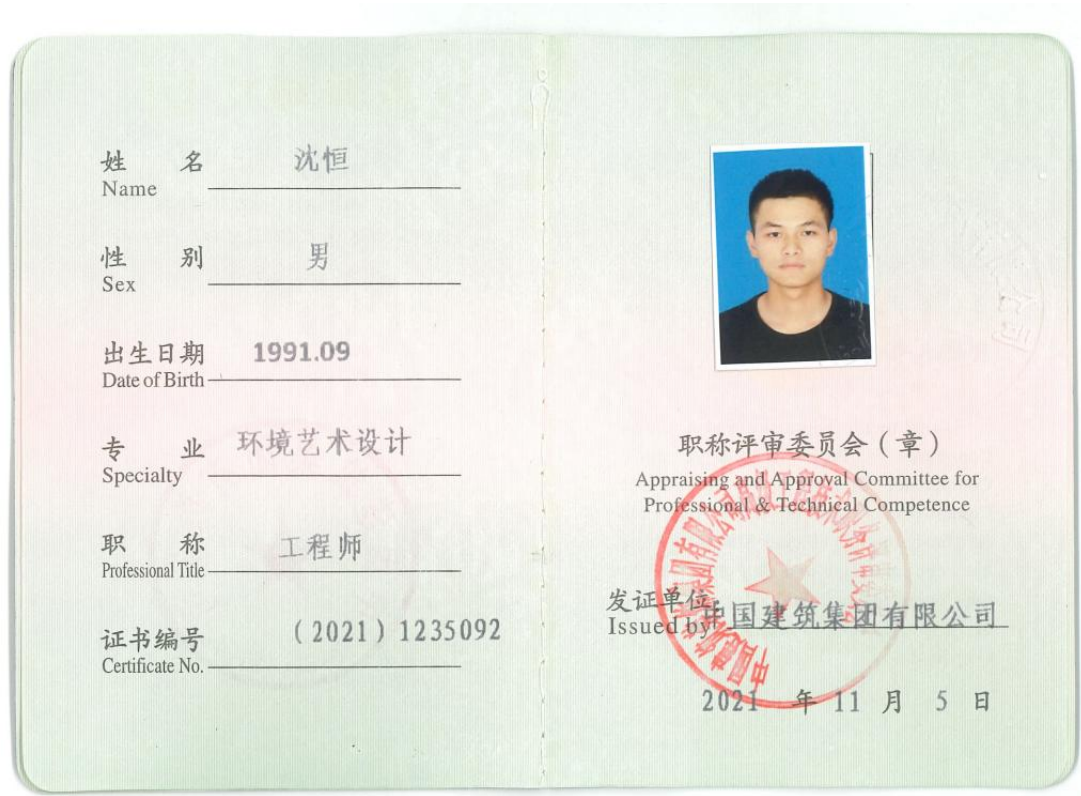 姓名 沈恒
Name
性别 男
Sex
出生日期 1991.09
Date of Birth
专业 环境艺术设计
Specialty
职称 工程师
Professional Title
证书编号 (2021) 1235092
Certificate No.
职称评审委员会(章)
Appraising and Approval Committee for
Professional & Technical Competence
发证单位 中国建筑集团有限公司
Issued by
2021 年 11 月 5 日